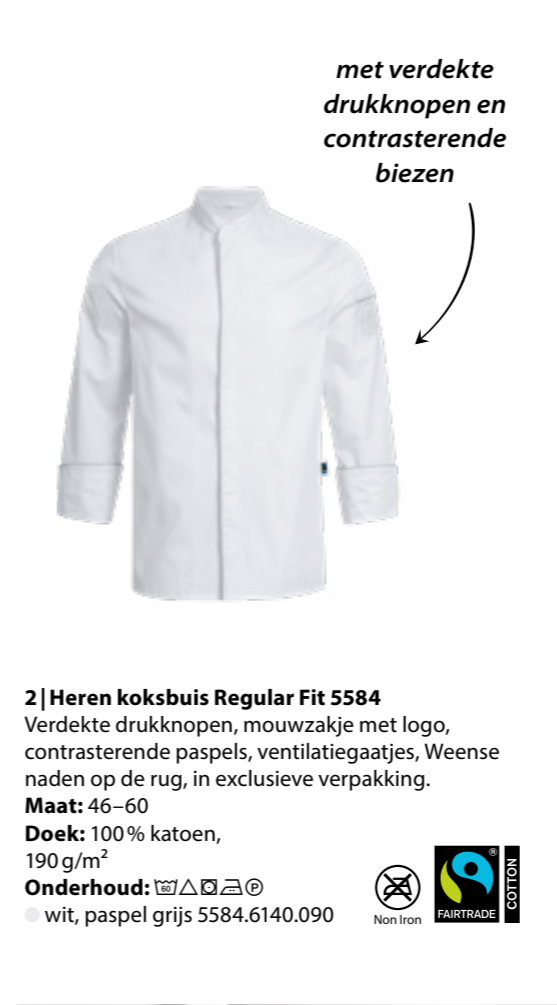 met verdekte
drukknopen en
contrasterende
biezen
2|Heren koksbuis Regular Fit 5584
Verdekte drukknopen, mouwzakje met logo,
contrasterende paspels, ventilatiegaatjes, Weense
naden op de rug, in exclusieve verpakking.
Maat: 46–60
Doek: 100% katoen,
190 g/m²
Onderhoud: 60 P
wit, paspel grijs 5584.6140.090
Non Iron
FAIRTRADE
®
COTTON